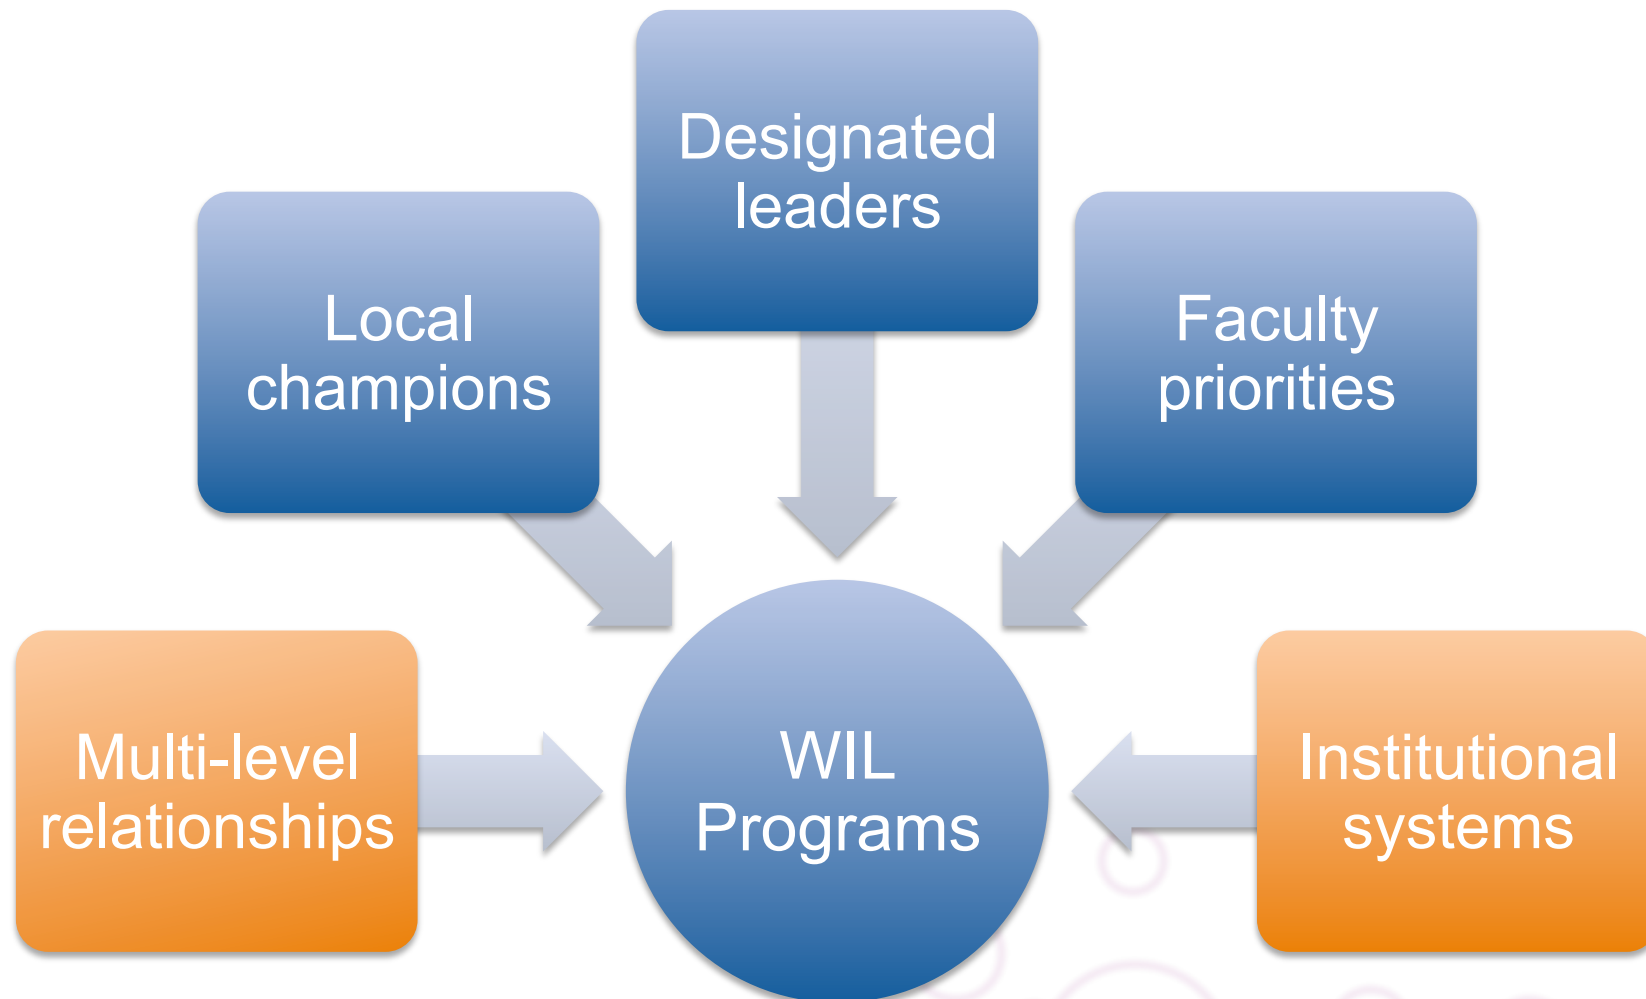 Designated
leaders
Local
champions
Faculty
priorities
Multi-level
relationships
WIL
Programs
Institutional
systems